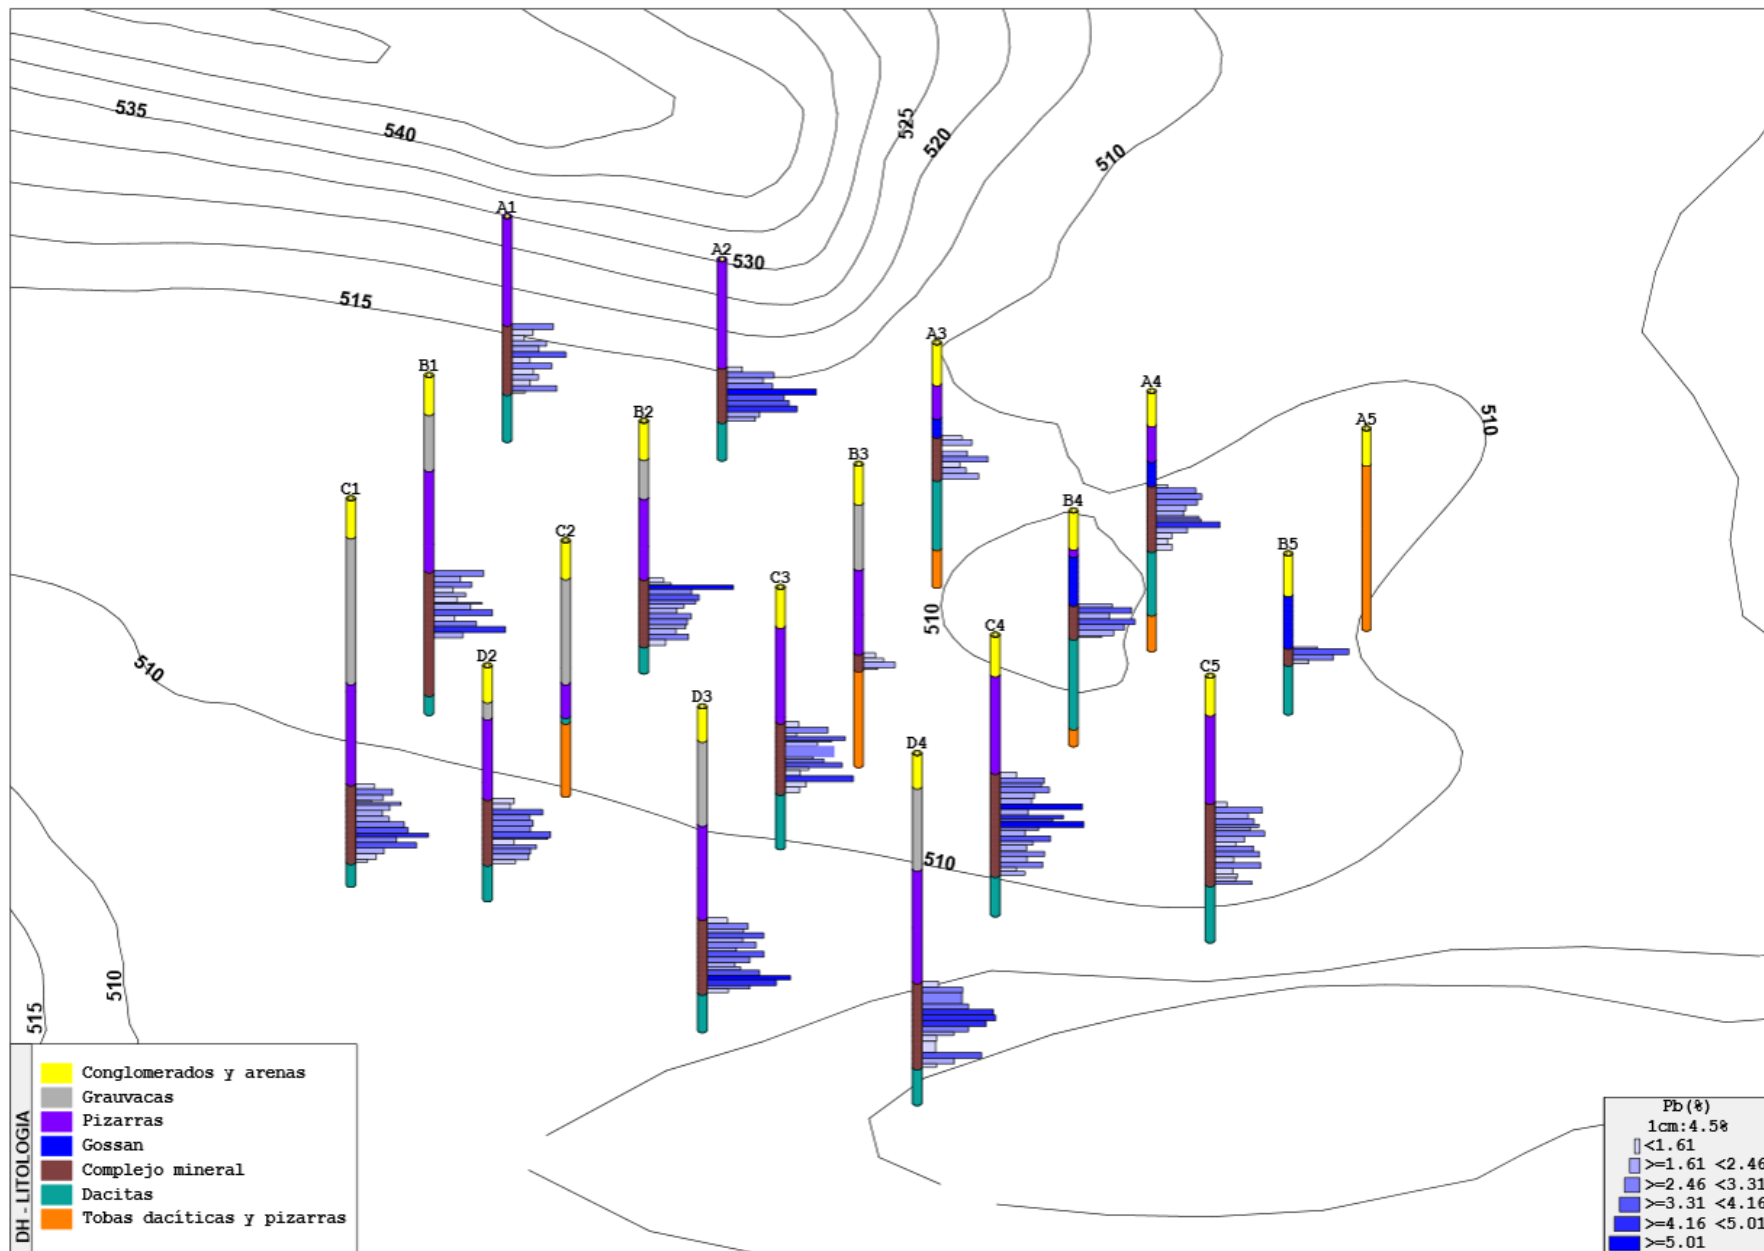 535
540
525
520
510
A1
A2
530
515
A3
B1
A4
B2
A5
510
B3
C1
B4
C2
B5
C3
510
C4
510
D2
C5
D3
D4
510
510
515
DH - LITOLOGIA
Conglomerados y arenas
Grauvacas
Pizarras
Gossan
Complejo mineral
Dacitas
Tobas dacíticas y pizarras
Pb(%)
1cm:4.5%
<1.61
>=1.61 <2.46
>=2.46 <3.31
>=3.31 <4.16
>=4.16 <5.01
>=5.01